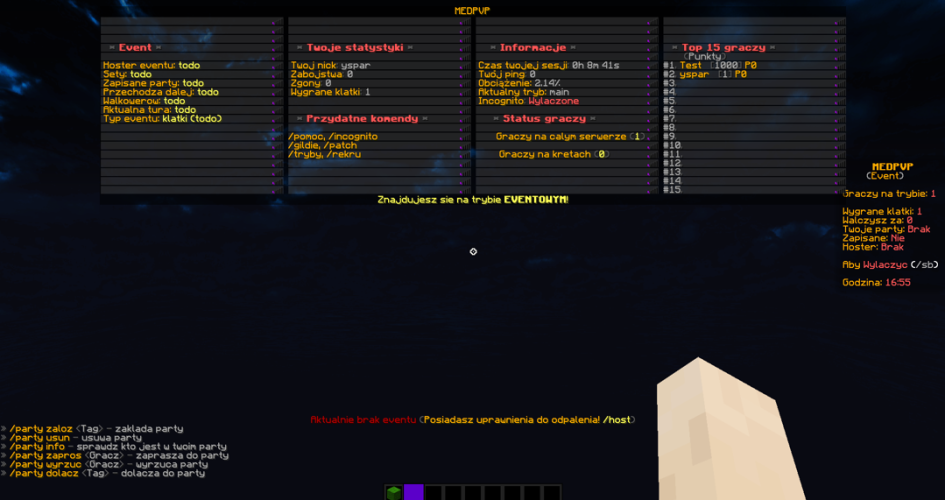 MEDPVP
» Event «
Hoster eventu: todo
Sety: todo
Zapisane party: todo
Przechodza dalej: todo
Walkowerow: todo
Aktualna tura: todo
Typ eventu: klatki (todo)
» Twoje statystyki «
Twoj nick: yspar
Zabojstwa: 0
Zgony: 0
Wygrane klatki: 1
» Przydatne komendy «
/pomoc, /incognito
/gildie, /patch
/tryby, /rekru
» Informacje «
Czas twojej sesji: 0h 8m 41s
Twój ping: 0
Obciążenie: 2.14%
Aktualny tryb: main
Incognito: Wylaczone
» Status graczy «
Graczy na calym serwerze (1)
Graczy na kretach (0)
» Top 15 graczy »
(Punkty)
#1. Test [1000] P0
#2. yspar [1] P0
#3.
#4.
#5.
#6.
#7.
#8.
#9.
#10.
#11.
#12.
#13.
#14.
#15.
Znajdujesz sie na trybie EVENTOWYM!
MEDPVP
(Event)
Graczy na trybie: 1
Wygrane klatki: 1
Walczysz za: 0
Twoje party: Brak
Zapisane: Nie
Hoster: Brak
Aby Wylaczyc (/sb)
Godzina: 16:55
Aktualnie brak eventu (Posiadasz uprawnienia do odpalenia! /host)
» /party zaloz <Tag> - zaklada party
» /party usun - usuwa party
» /party info - sprawdz kto jest w twoim party
» /party zapros <Gracz> - zaprasza do party
» /party wyrzuc <Gracz> - wyrzuca party
» /party dolacz <Tag> - dolacza do party